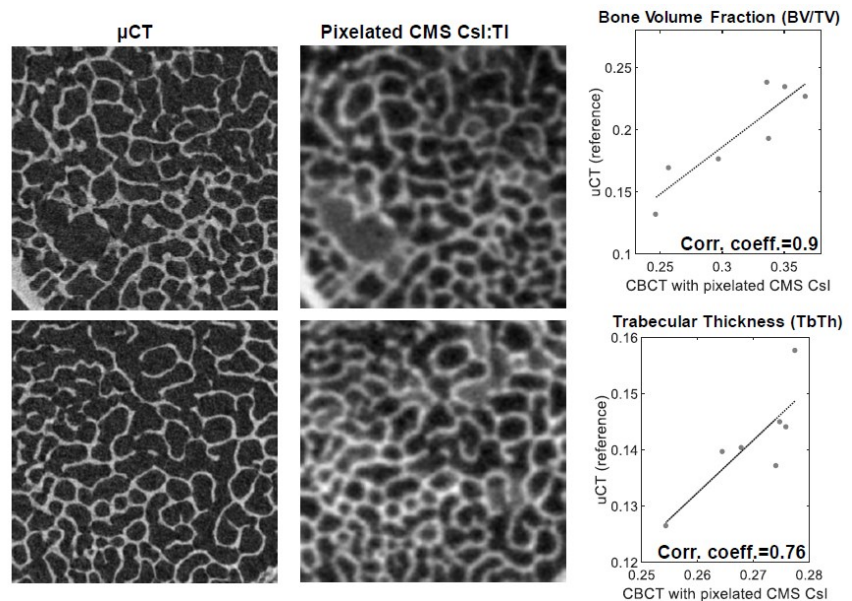 µCT
Pixelated CMS CsI:Tl
Bone Volume Fraction (BV/TV)
0.25
0.2
0.15
0.1
uCT (reference)
Corr. coeff.=0.9
0.25 0.3 0.35
CBCT with pixelated CMS CsI
Trabecular Thickness (TbTh)
0.16
0.15
0.14
0.13
0.12
uCT (reference)
Corr. coeff.=0.76
0.25 0.26 0.27 0.28
CBCT with pixelated CMS CsI